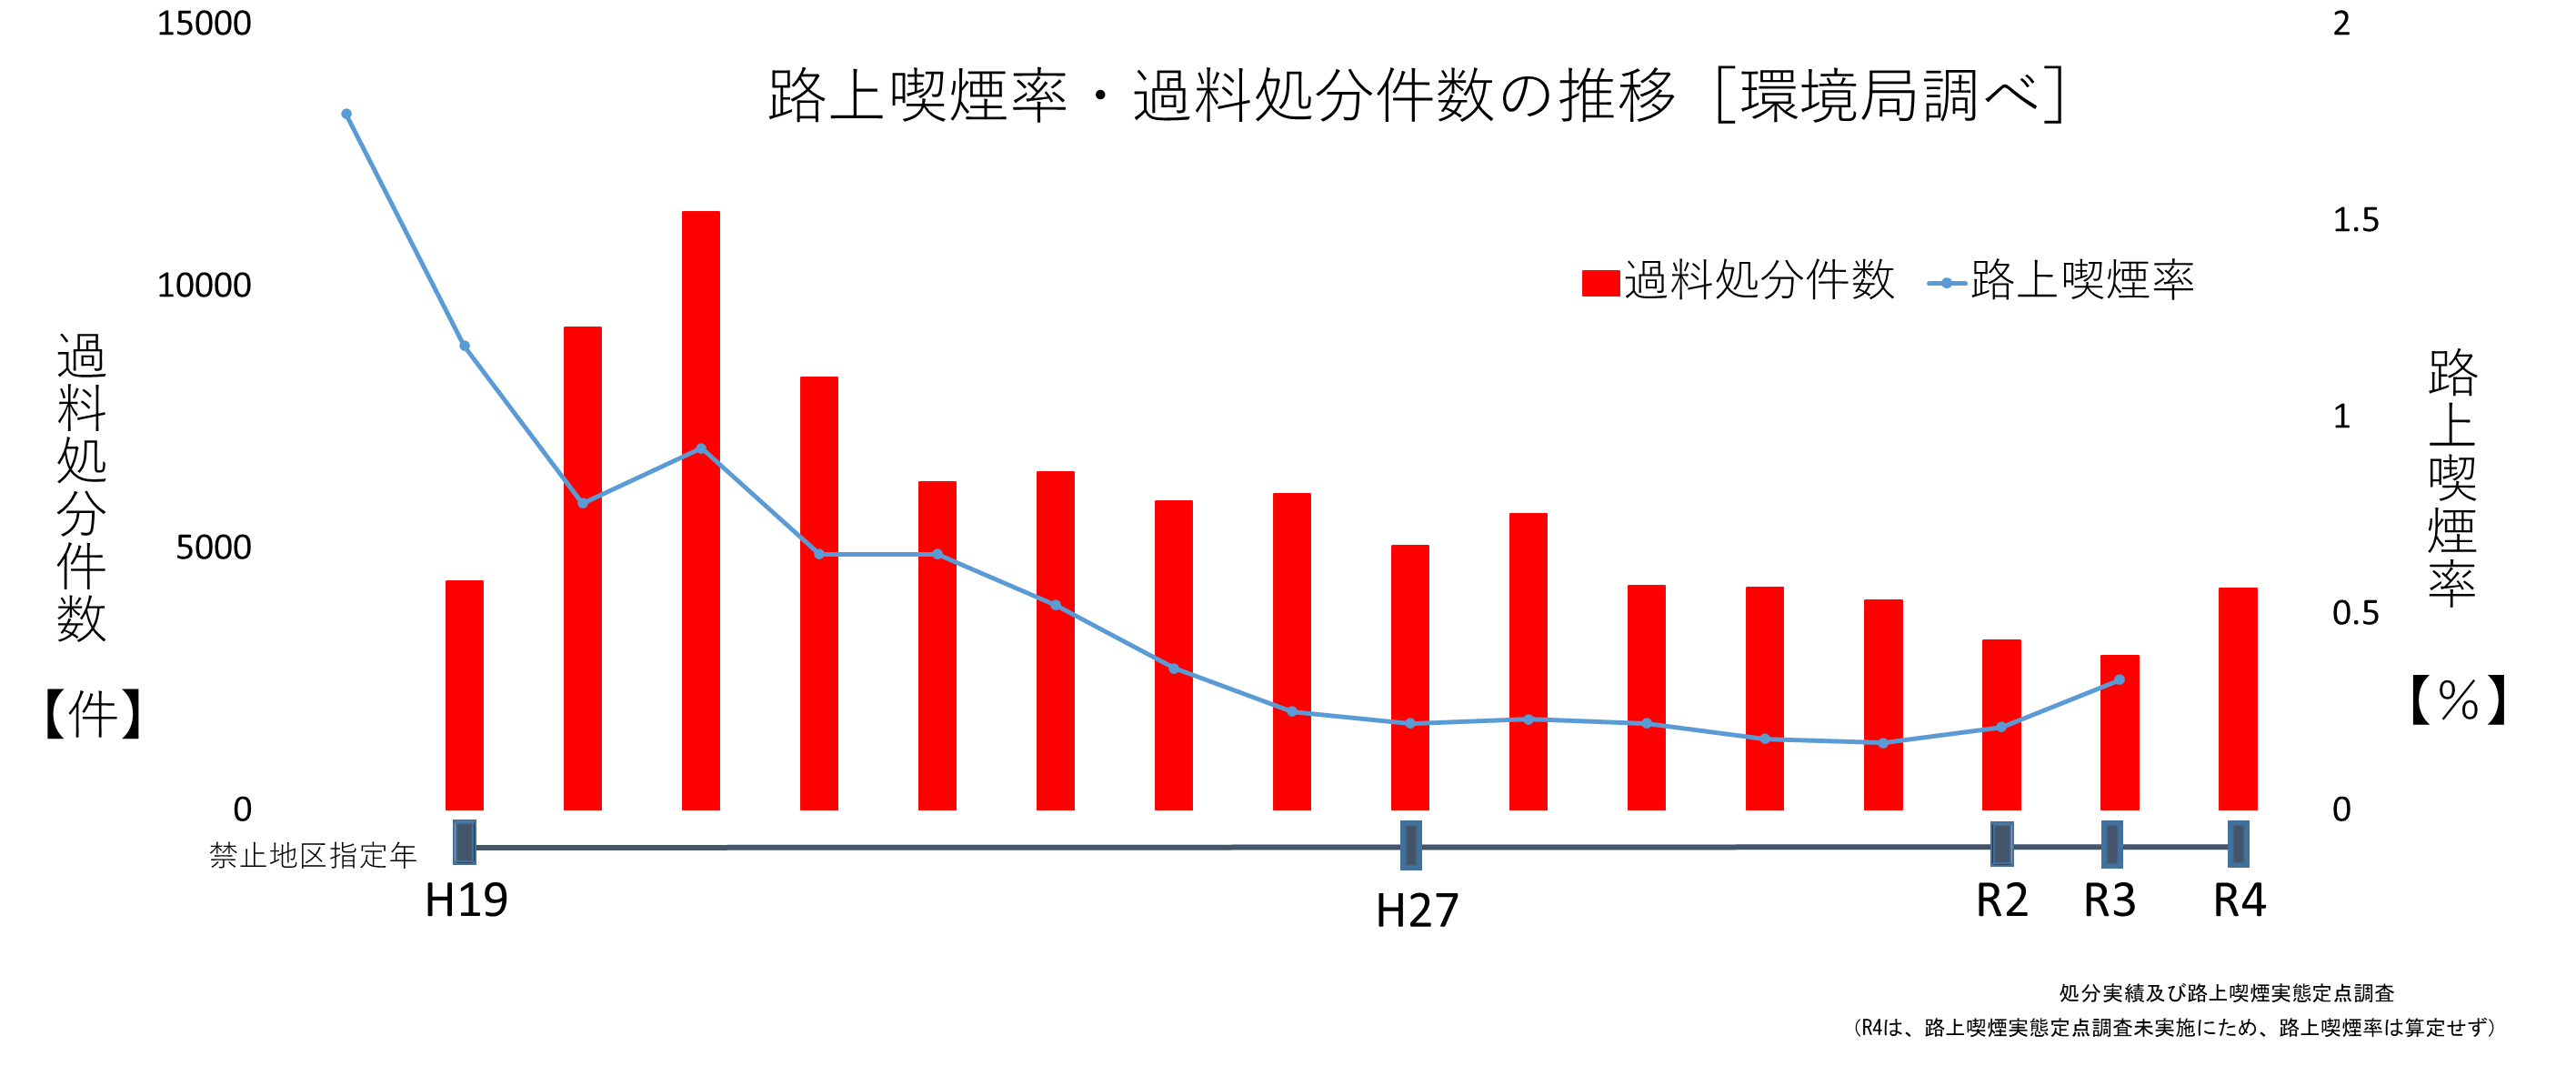 路上喫煙率・過料処分件数の推移［環境局調べ］
15000
10000
5000
0
過料処分件数
【件】
2
1.5
1
0.5
0
路上喫煙率
【%】
過料処分件数 路上喫煙率
禁止地区指定年
H19 H27 R2 R3 R4
処分実績及び路上喫煙実態定点調査
（R4は、路上喫煙実態定点調査未実施にため、路上喫煙率は算定せず）